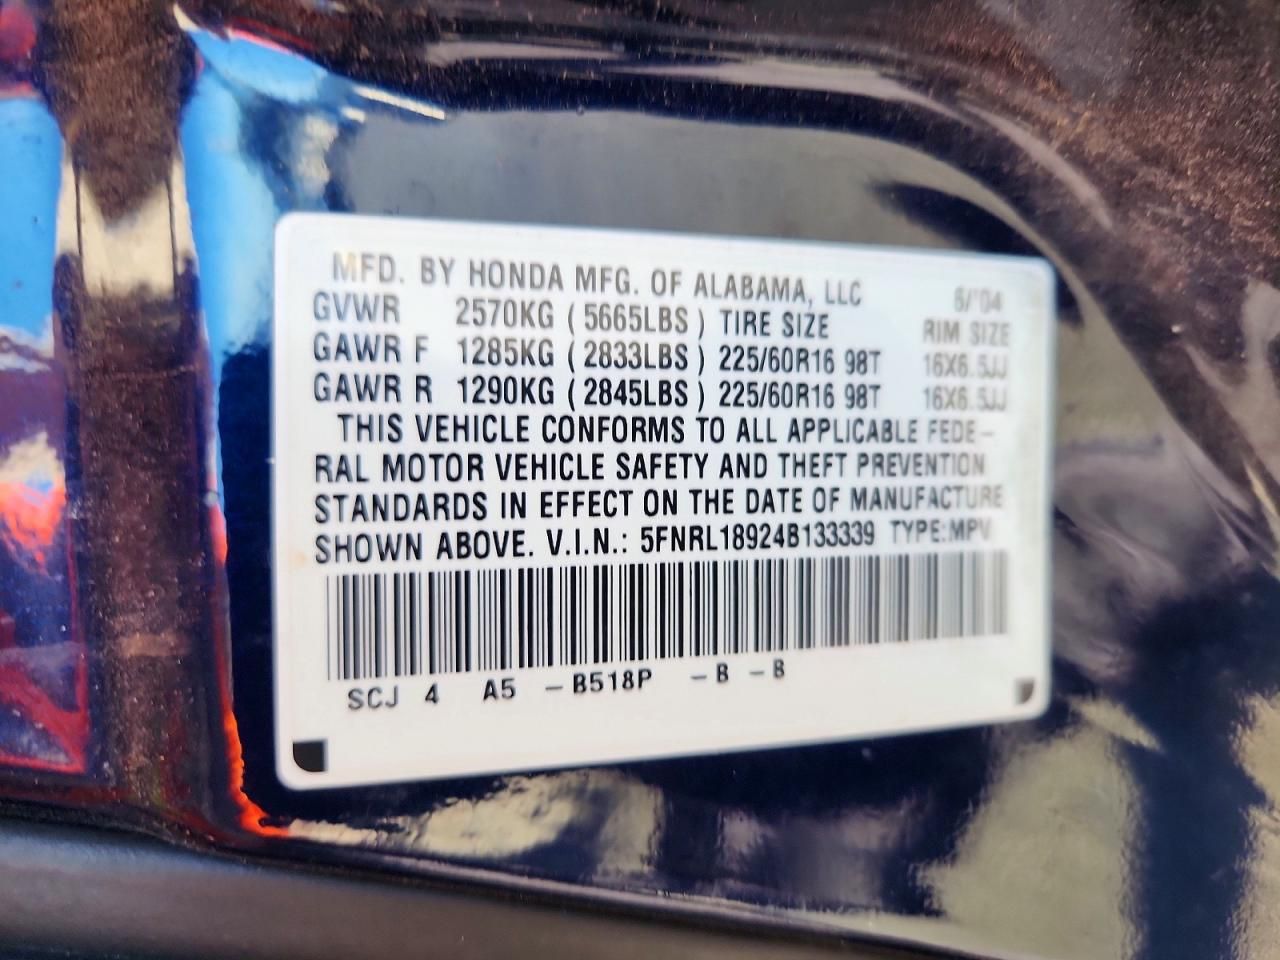 MFD. BY HONDA MFG. OF ALABAMA, LLC 6/'04
GVWR 2570KG (5665LBS) TIRE SIZE RIM SIZE
GAWR F 1285KG (2833LBS) 225/60R16 98T 16X6.5JJ
GAWR R 1290KG (2845LBS) 225/60R16 98T 16X6.5JJ
THIS VEHICLE CONFORMS TO ALL APPLICABLE FEDE-
RAL MOTOR VEHICLE SAFETY AND THEFT PREVENTION
STANDARDS IN EFFECT ON THE DATE OF MANUFACTURE
SHOWN ABOVE. V.I.N.: 5FNRL18924B133339 TYPE:MPV
SCJ 4 A5 -B518P -B -B